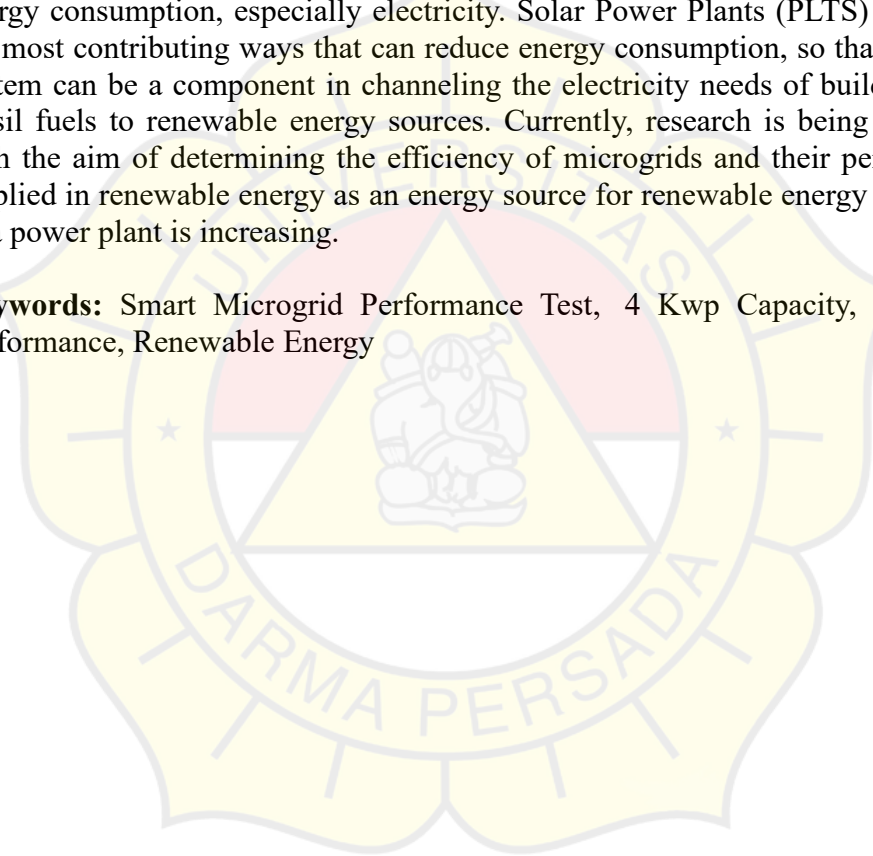 rgy consumption, especially electricity. Solar Power Plants (PLTS)
most contributing ways that can reduce energy consumption, so tha
tem can be a component in channeling the electricity needs of buil
sil fuels to renewable energy sources. Currently, research is being
n the aim of determining the efficiency of microgrids and their pe
plied in renewable energy as an energy source for renewable energy
a power plant is increasing.
ywords: Smart Microgrid Performance Test, 4 Kwp Capacity,
formance, Renewable Energy
UNIVERSITAS
DARMA PERSADA